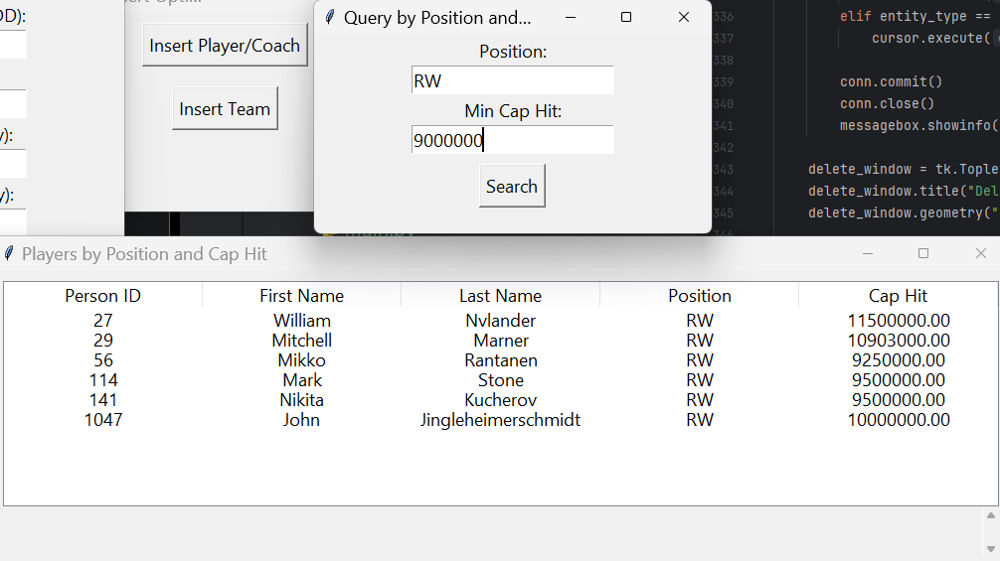 DD):
y):
y):
Insert Player/Coach
Insert Team
Query by Position and...
Position:
RW
Min Cap Hit:
9000000
Search
336
elif entity_type ==
337
cursor.execute(
338
339
conn.commit()
340
conn.close()
341
messagebox.showinfo(
342
343
delete_window = tk.Tople
344
delete_window.title("Del
345
delete_window.geometry("
Players by Position and Cap Hit
Person ID First Name Last Name Position Cap Hit
27 William Nylander RW 11500000.00
29 Mitchell Marner RW 10903000.00
56 Mikko Rantanen RW 9250000.00
114 Mark Stone RW 9500000.00
141 Nikita Kucherov RW 9500000.00
1047 John Jingleheimerschmidt RW 10000000.00